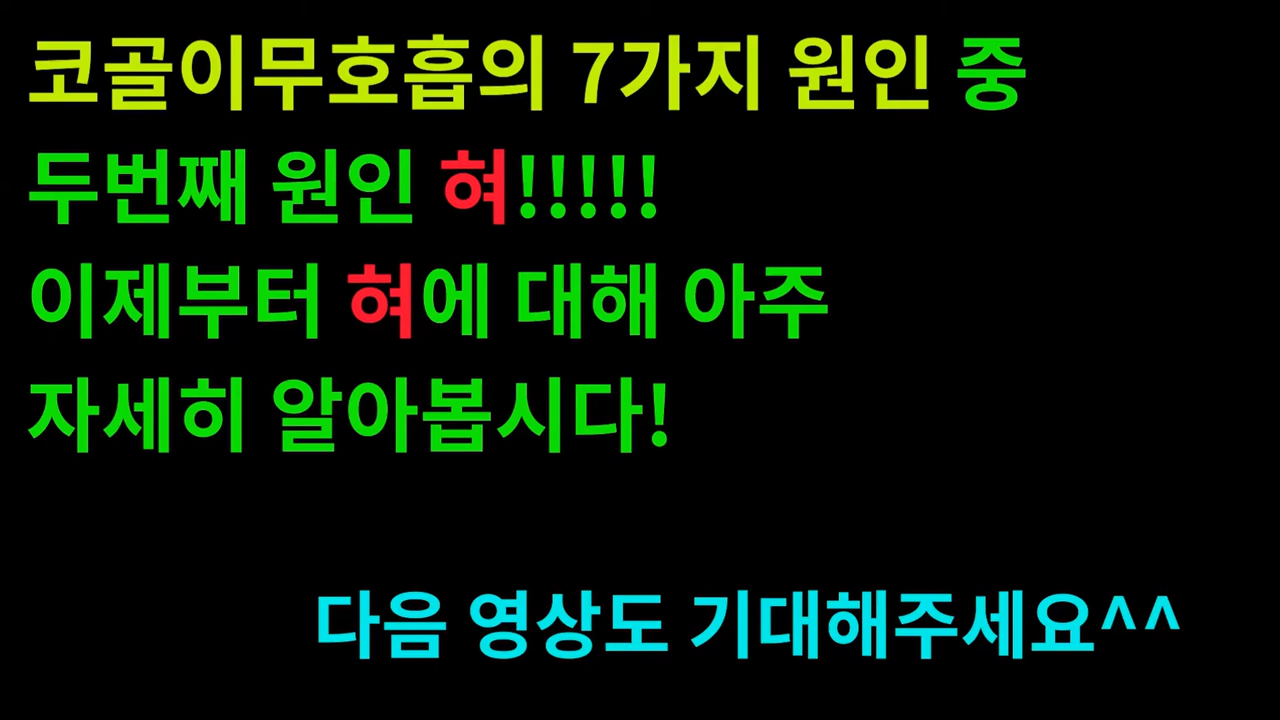 코골이무호흡의 7가지 원인 중
두번째 원인 혀!!!!!
이제부터 혀에 대해 아주
자세히 알아봅시다!
다음 영상도 기대해주세요^^